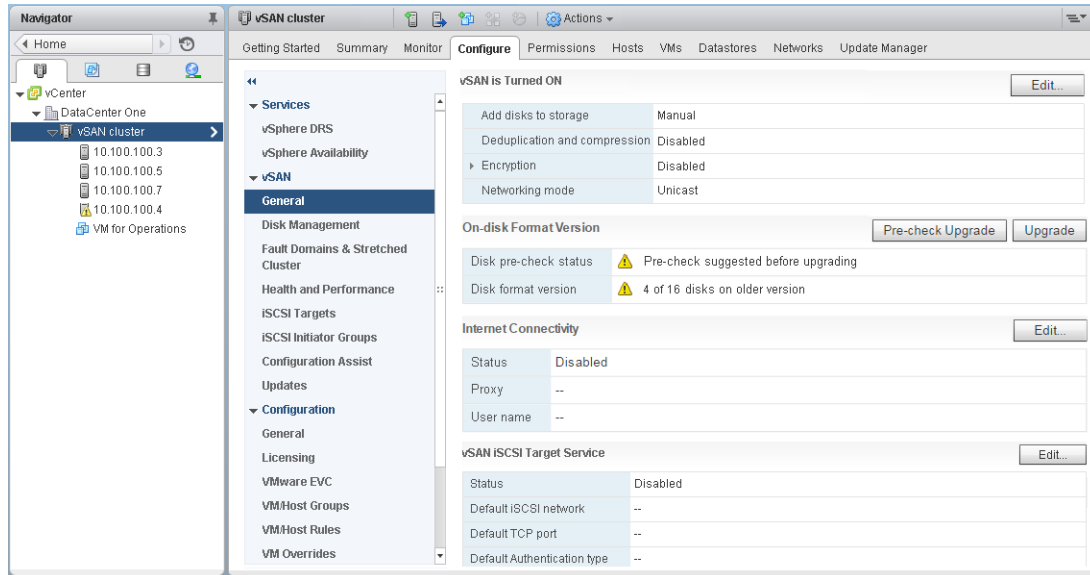 Navigator
Home
vCenter
DataCenter One
vSAN cluster
10.100.100.3
10.100.100.5
10.100.100.7
10.100.100.4
VM for Operations
vSAN cluster
Actions
Getting Started Summary Monitor Configure Permissions Hosts VMs Datastores Networks Update Manager
Services
vSphere DRS
vSphere Availability
vSAN
General
Disk Management
Fault Domains & Stretched
Cluster
Health and Performance
iSCSI Targets
iSCSI Initiator Groups
Configuration Assist
Updates
Configuration
General
Licensing
VMware EVC
VM/Host Groups
VM/Host Rules
VM Overrides
vSAN is Turned ON Edit...
Add disks to storage Manual
Deduplication and compression Disabled
Encryption Disabled
Networking mode Unicast
On-disk Format Version Pre-check Upgrade Upgrade
Disk pre-check status Pre-check suggested before upgrading
Disk format version 4 of 16 disks on older version
Internet Connectivity Edit...
Status Disabled
Proxy --
User name --
vSAN iSCSI Target Service Edit...
Status Disabled
Default iSCSI network --
Default TCP port --
Default Authentication type --